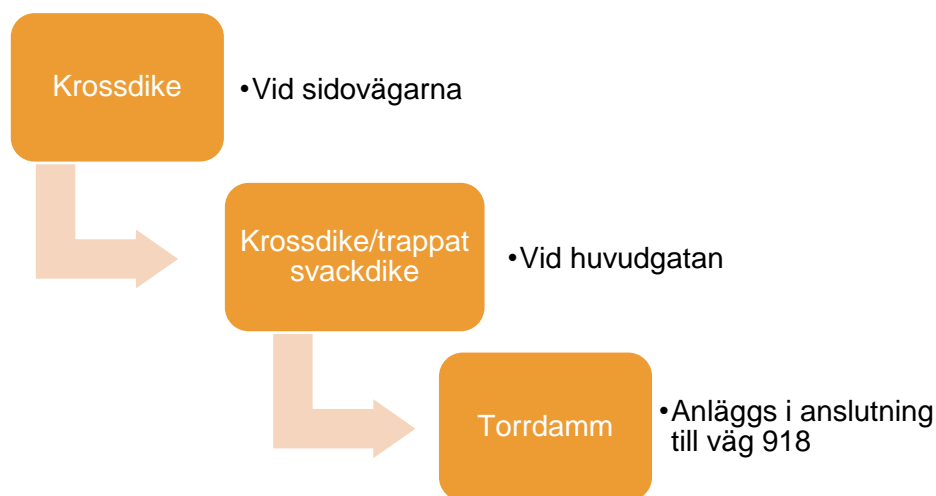 Krossdike
•Vid sidovägarna
Krossdike/trappat
svackdike
•Vid huvudgatan
Torrdamm
•Anläggs i anslutning
till väg 918